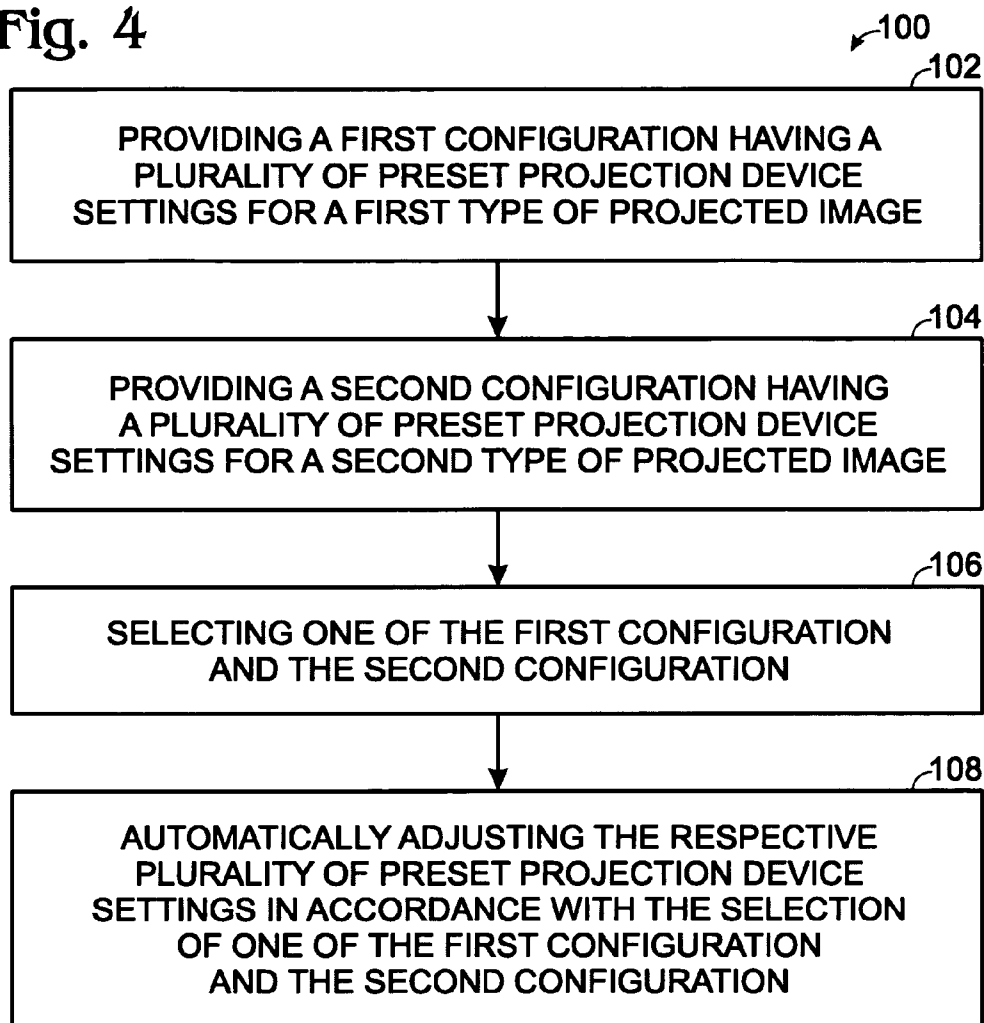 Fig. 4
100
102
PROVIDING A FIRST CONFIGURATION HAVING A
PLURALITY OF PRESET PROJECTION DEVICE
SETTINGS FOR A FIRST TYPE OF PROJECTED IMAGE
104
PROVIDING A SECOND CONFIGURATION HAVING
A PLURALITY OF PRESET PROJECTION DEVICE
SETTINGS FOR A SECOND TYPE OF PROJECTED IMAGE
106
SELECTING ONE OF THE FIRST CONFIGURATION
AND THE SECOND CONFIGURATION
108
AUTOMATICALLY ADJUSTING THE RESPECTIVE
PLURALITY OF PRESET PROJECTION DEVICE
SETTINGS IN ACCORDANCE WITH THE SELECTION
OF ONE OF THE FIRST CONFIGURATION
AND THE SECOND CONFIGURATION